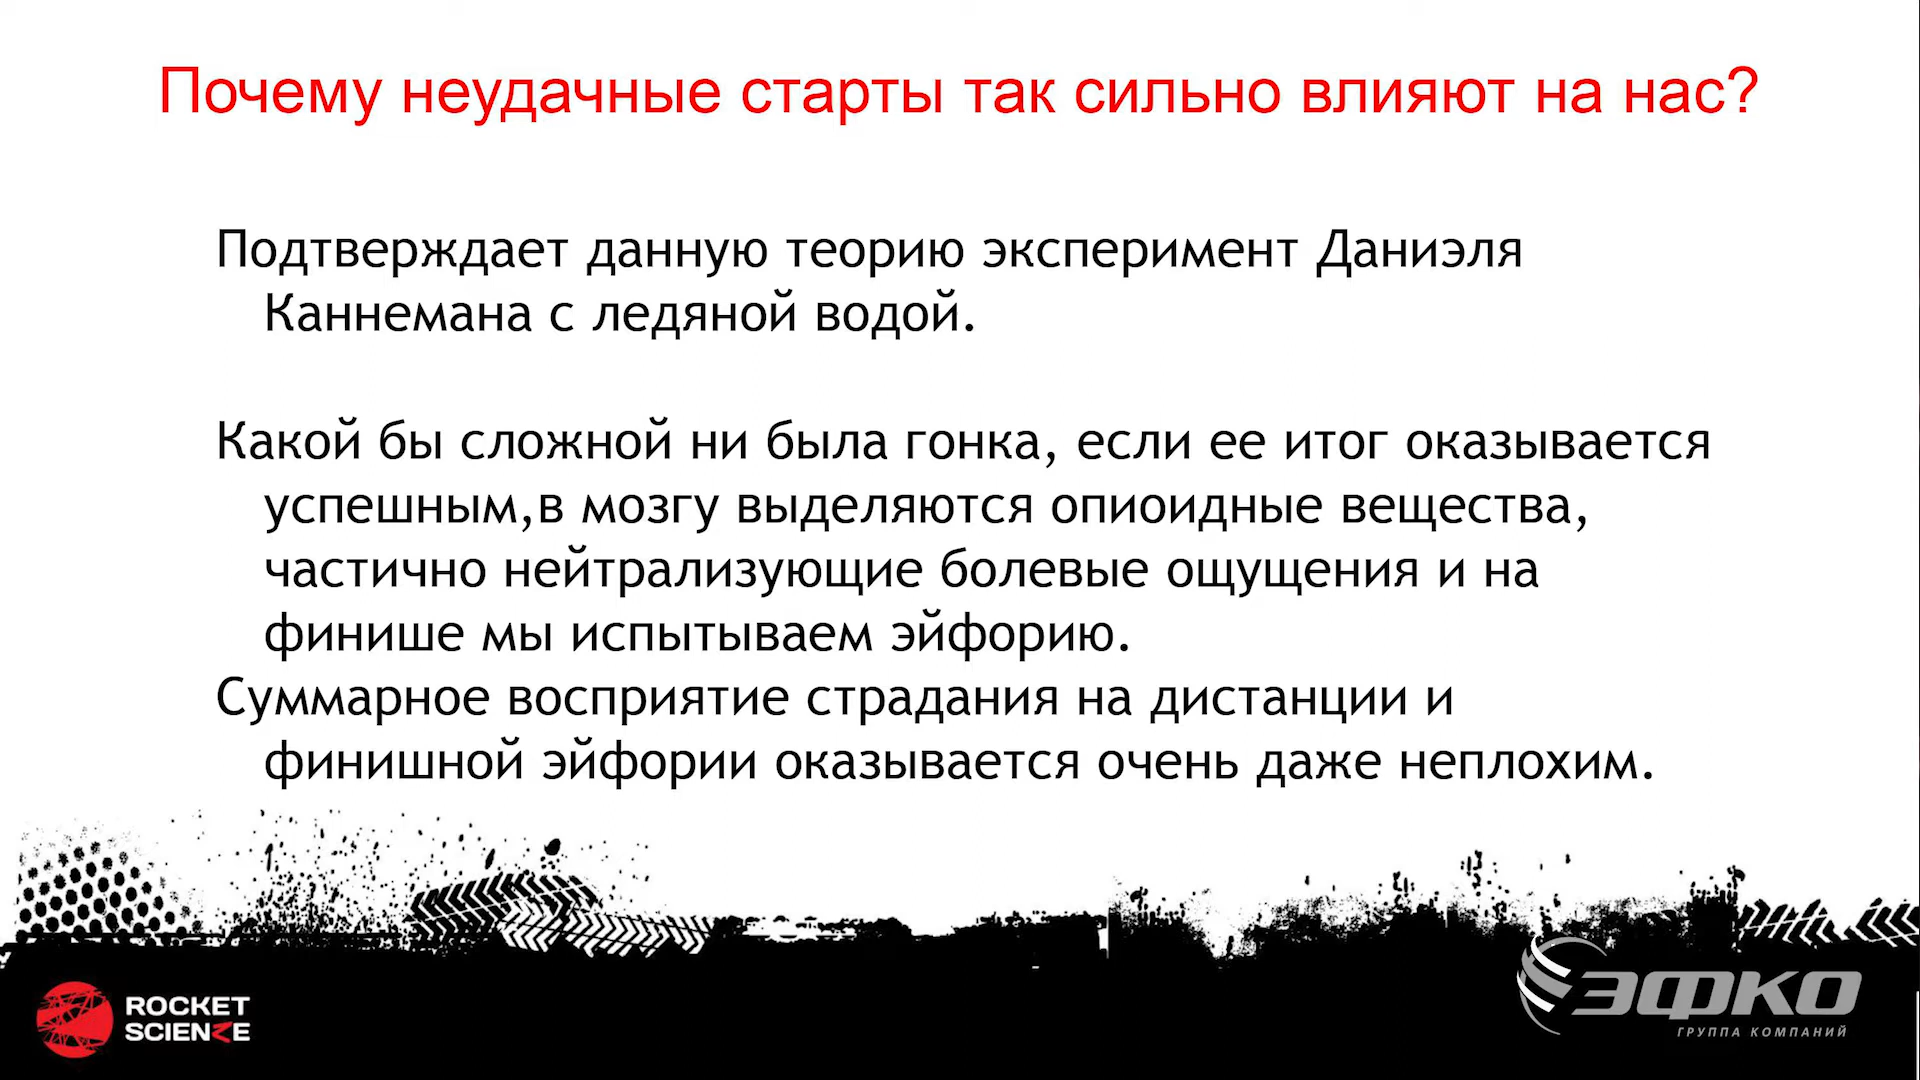 Почему неудачные старты так сильно влияют на нас?
Подтверждает данную теорию эксперимент Даниэля
Каннемана с ледяной водой.
Какой бы сложной ни была гонка, если ее итог оказывается
успешным,в мозгу выделяются опиоидные вещества,
частично нейтрализующие болевые ощущения и на
финише мы испытываем эйфорию.
Суммарное восприятие страдания на дистанции и
финишной эйфории оказывается очень даже неплохим.
ROCKET
SCIENZE
ЭФКО
ГРУППА КОМПАНИЙ